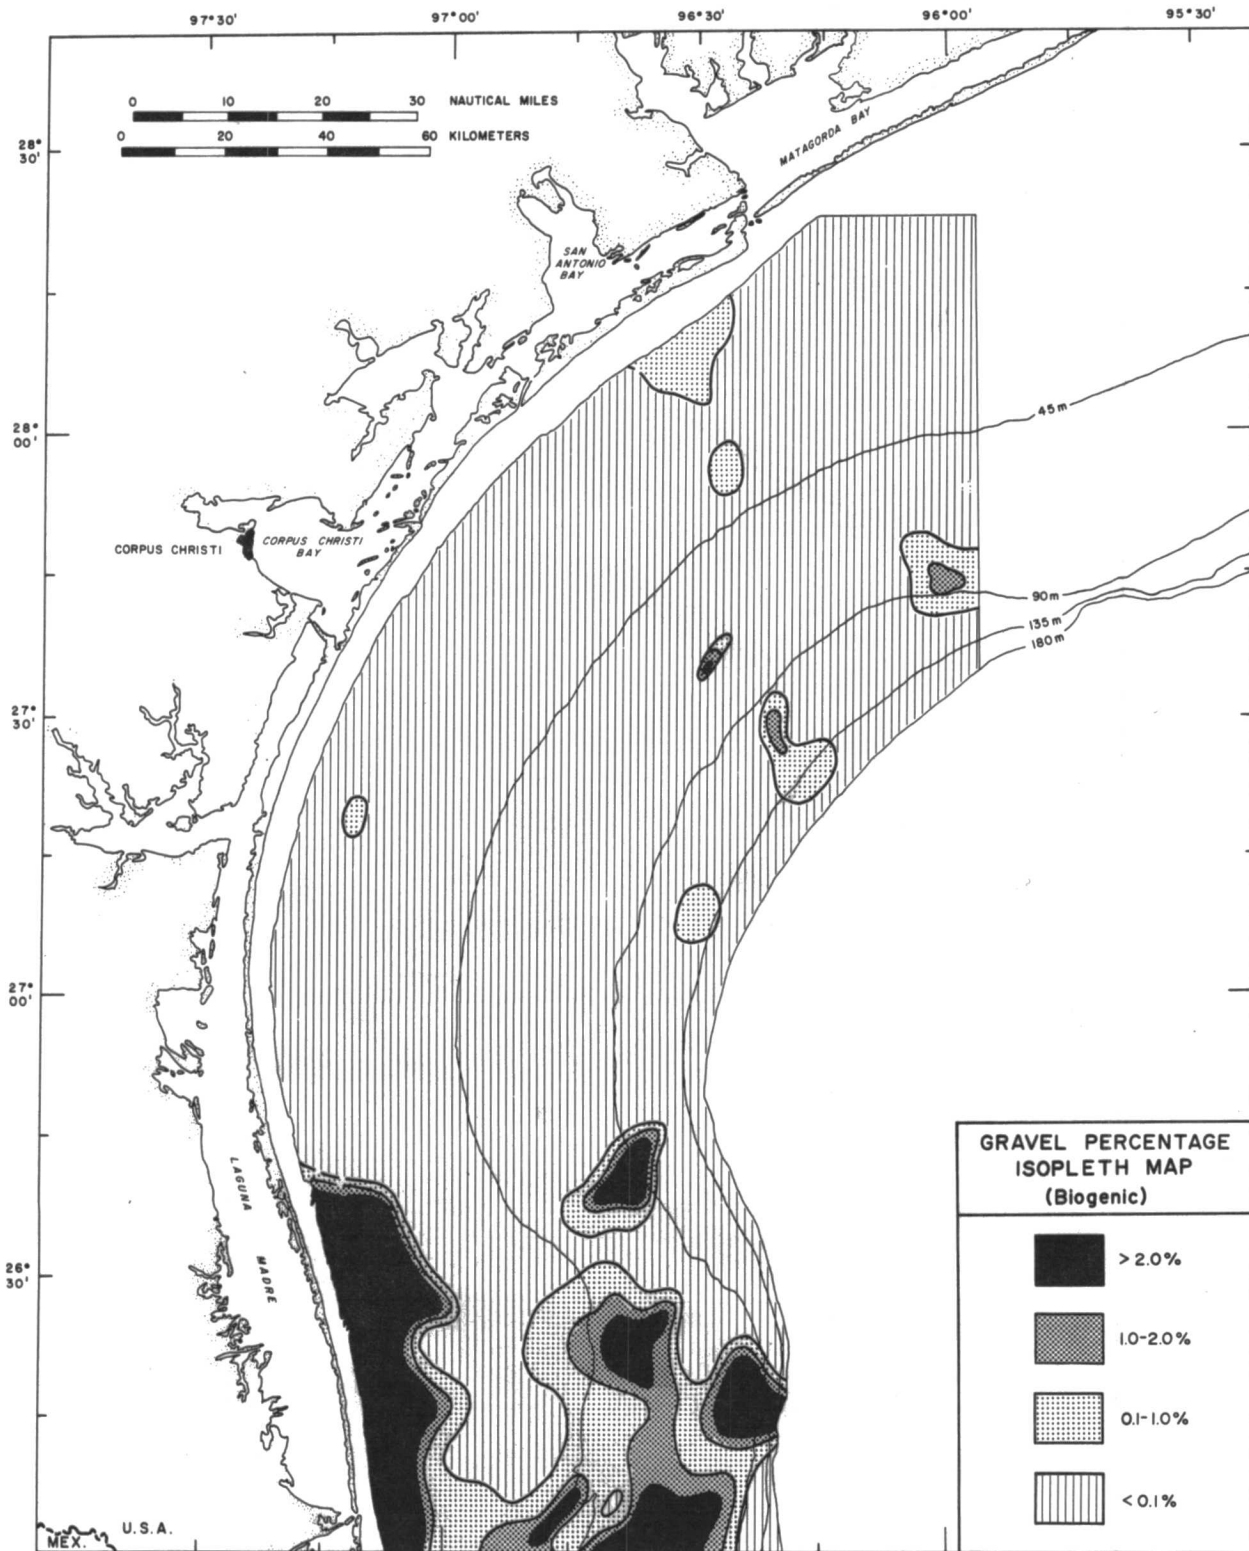 97°30' 97°00' 96°30' 96°00' 95°30'
0 10 20 30 NAUTICAL MILES
0 20 40 60 KILOMETERS
28°
30'
MATAGORDA BAY
SAN
ANTONIO
BAY
45m
28°
00'
CORPUS CHRISTI
CORPUS CHRISTI
BAY
90m
135m
180m
27°
30'
27°
00'
LAGUNA MADRE
26°
30'
GRAVEL PERCENTAGE
ISOPLETH MAP
(Biogenic)
>2.0%
1.0-2.0%
0.1-1.0%
<0.1%
U.S.A.
MEX.